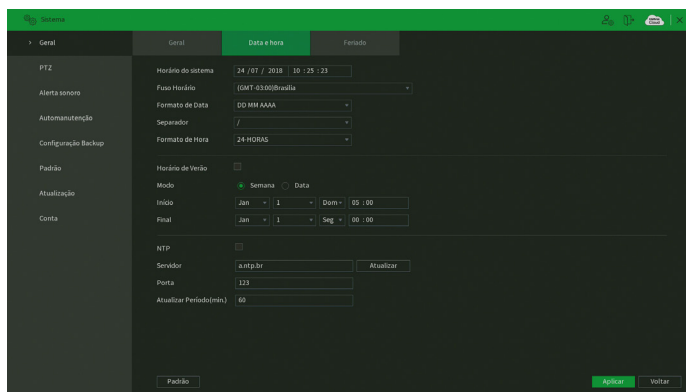 Sistema
Geral
PTZ
Alerta sonoro
Automanutenção
Configuração Backup
Padrão
Atualização
Conta
Geral Data e hora Feriado
Horário do sistema 24 /07 / 2018 10 : 25 : 23
Fuso Horário (GMT-03:00)Brasilia
Formato de Data DD MM AAAA
Separador /
Formato de Hora 24-HORAS
Horário de Verão
Modo Semana Data
Início Jan 1 Dom 05 : 00
Final Jan 1 Seg 00 : 00
NTP
Servidor a.ntp.br Atualizar
Porta 123
Atualizar Período(min.) 60
Padrão Aplicar Voltar